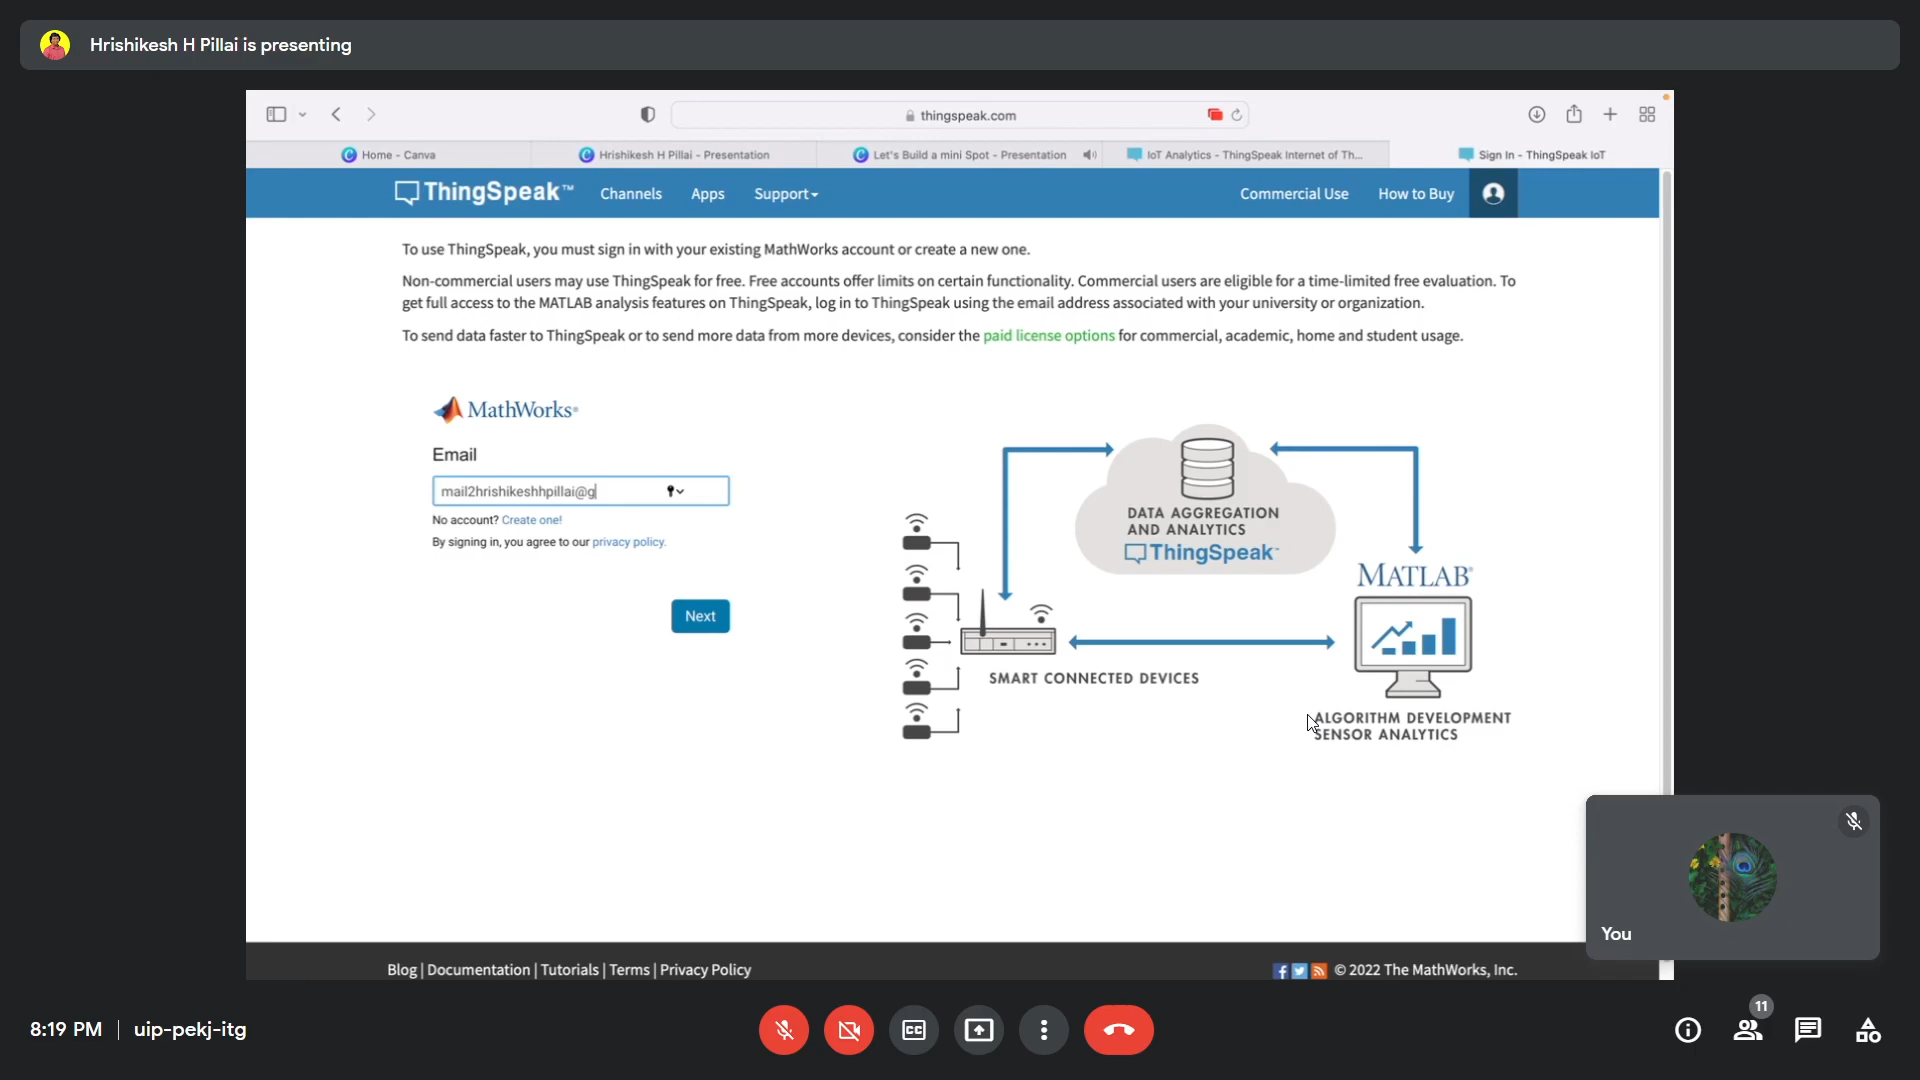 Hrishikesh H Pillai is presenting
thingspeak.com
Home - Canva
Hrishikesh H Pillai - Presentation
Let's Build a mini Spot - Presentation
IoT Analytics - ThingSpeak Internet of Th...
Sign In - ThingSpeak IoT
ThingSpeak™ Channels Apps Support Commercial Use How to Buy
To use ThingSpeak, you must sign in with your existing MathWorks account or create a new one.
Non-commercial users may use ThingSpeak for free. Free accounts offer limits on certain functionality. Commercial users are eligible for a time-limited free evaluation. To
get full access to the MATLAB analysis features on ThingSpeak, log in to ThingSpeak using the email address associated with your university or organization.
To send data faster to ThingSpeak or to send more data from more devices, consider the paid license options for commercial, academic, home and student usage.
MathWorks®
Email
mail2hrishikeshhpillai@g
No account? Create one!
By signing in, you agree to our privacy policy.
Next
DATA AGGREGATION
AND ANALYTICS
ThingSpeak™
MATLAB®
SMART CONNECTED DEVICES
ALGORITHM DEVELOPMENT
SENSOR ANALYTICS
Blog | Documentation | Tutorials | Terms | Privacy Policy
© 2022 The MathWorks, Inc.
You
8:19 PM | uip-pekj-itg
CC
11